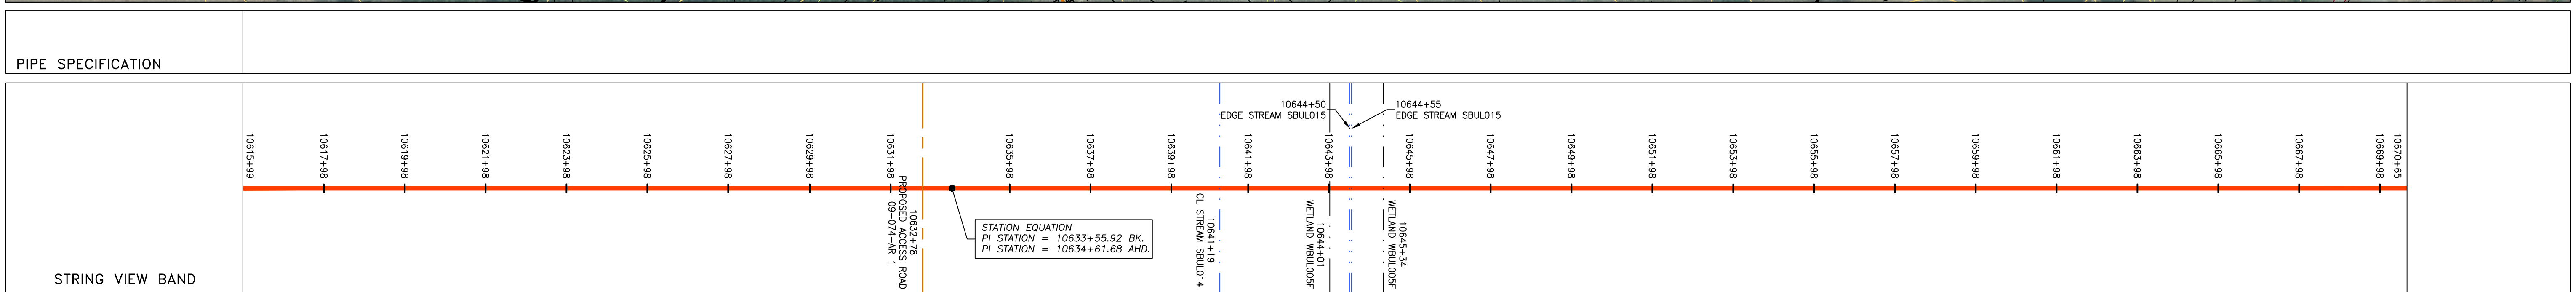 PIPE SPECIFICATION
STRING VIEW BAND
10615+99
10617+98
10619+98
10621+98
10623+98
10625+98
10627+98
10629+98
10631+98
10632+78
PROPOSED ACCESS ROAD
09-074-AR 1
STATION EQUATION
PI STATION = 10633+55.92 BK.
PI STATION = 10634+61.68 AHD.
10635+98
10637+98
10639+98
10641+19
CL STREAM SBUL014
10641+98
10643+98
10644+01
WETLAND WBUL005F
10644+50
EDGE STREAM SBUL015
10644+55
EDGE STREAM SBUL015
10645+34
WETLAND WBUL005F
10645+98
10647+98
10649+98
10651+98
10653+98
10655+98
10657+98
10659+98
10661+98
10663+98
10665+98
10667+98
10669+98
10670+65